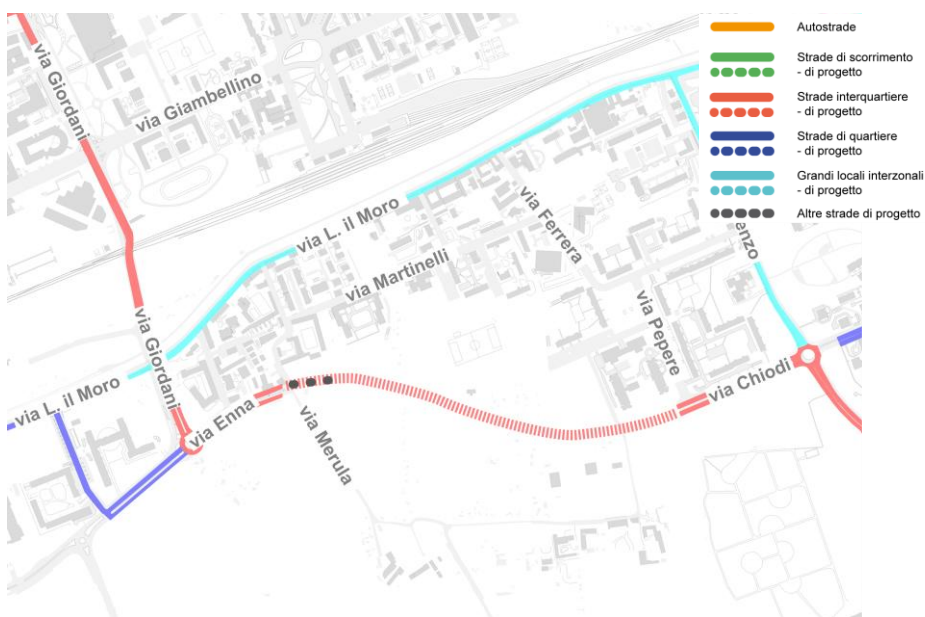 Autostrade
Strade di scorrimento
- di progetto
Strade interquartiere
- di progetto
Strade di quartiere
- di progetto
Grandi locali interzonali
- di progetto
Altre strade di progetto
via Giordani
via Giambellino
via L. il Moro
via Ferrera
enzo
via Martinelli
via Giordani
via Pepere
via L. il Moro
via Chiodi
via Enna
via Merula